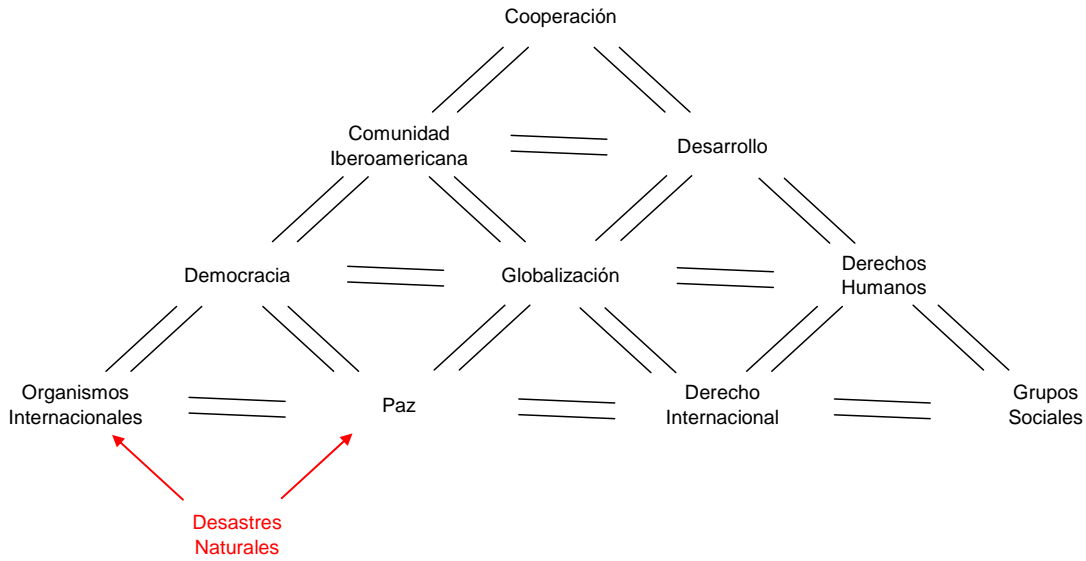 Cooperación
Comunidad
Iberoamericana
Desarrollo
Democracia
Globalización
Derechos
Humanos
Organismos
Internacionales
Paz
Derecho
Internacional
Grupos
Sociales
Desastres
Naturales